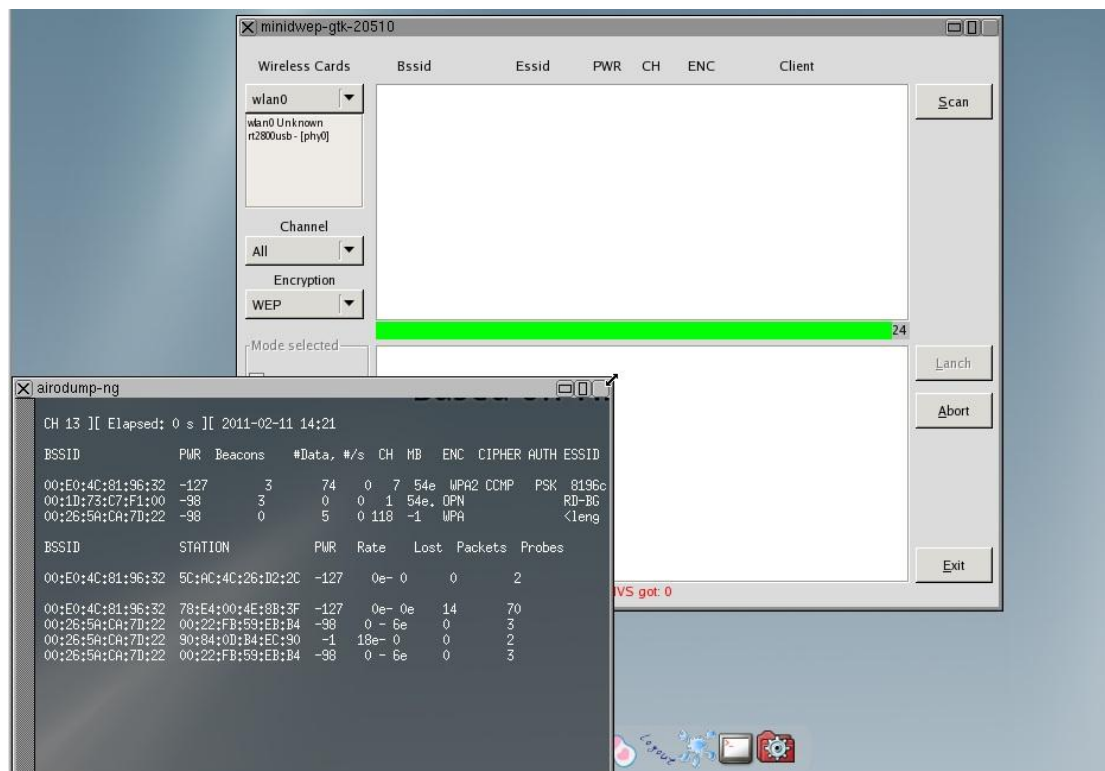 minidwep-gtk-20510
Wireless Cards Bssid Essid PWR CH ENC Client
wlan0
wlan0 Unknown
rt2800usb - [phy0]
Scan
Channel
All
Encryption
WEP
24
Mode selected
Lanch
Abort
Exit
IVS got: 0
airodump-ng
CH 13 ][ Elapsed: 0 s ][ 2011-02-11 14:21
BSSID PWR Beacons #Data, #/s CH MB ENC CIPHER AUTH ESSID
00:E0:4C:81:96:32 -127 3 74 0 7 54e WPA2 CCMP PSK 8196c
00:1D:73:C7:F1:00 -98 3 0 0 1 54e. OPN RD-BG
00:26:5A:CA:7D:22 -98 0 5 0 118 -1 WPA <leng
BSSID STATION PWR Rate Lost Packets Probes
00:E0:4C:81:96:32 5C:AC:4C:26:D2:2C -127 0e- 0 0 2
00:E0:4C:81:96:32 78:E4:00:4E:8B:3F -127 0e- 0e 14 70
00:26:5A:CA:7D:22 00:22:FB:59:EB:B4 -98 0 - 6e 0 3
00:26:5A:CA:7D:22 90:84:0D:B4:EC:90 -1 18e- 0 0 2
00:26:5A:CA:7D:22 00:22:FB:59:EB:B4 -98 0 - 6e 0 3
Logout